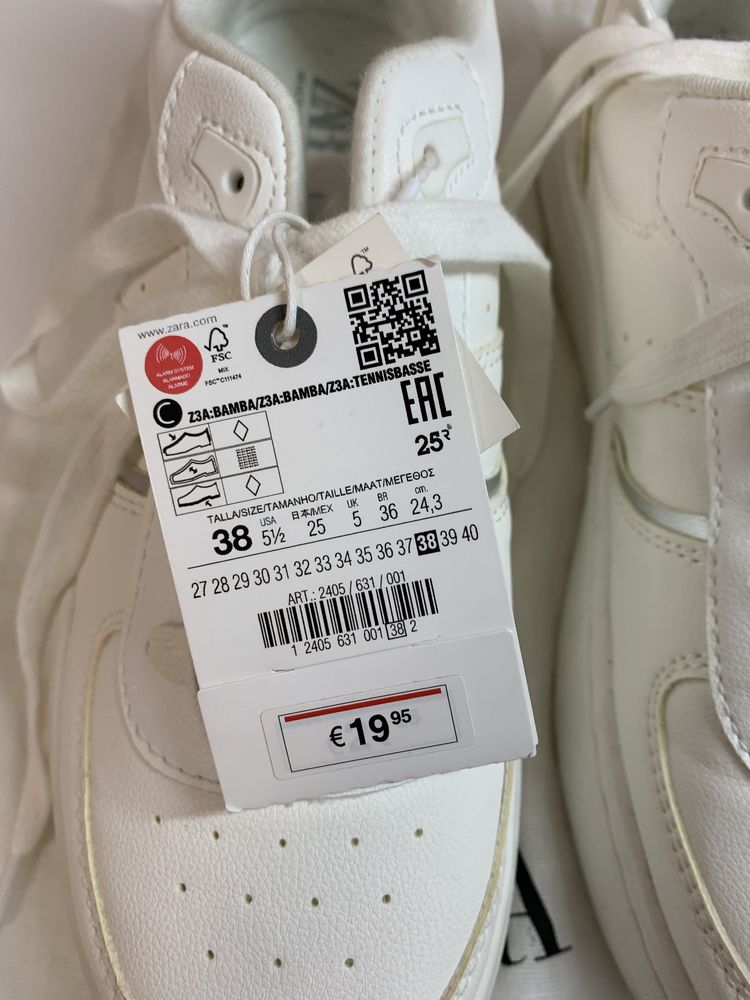 www.zara.com
ALARM SYSTEM
ALARMADO
ALARME
FSC™
MIX
FSC™ C111474
C Z3A:BAMBA/Z3A:BAMBA/Z3A:TENNISBASSE
EAC
25
TALLA/SIZE/TAMANHO/TAILLE/MAAT/ΜΕΓΕΘΟΣ
USA 日本/MEX UK BR cm.
38 5½ 25 5 36 24,3
27 28 29 30 31 32 33 34 35 36 37 38 39 40
ART.: 2405 / 631 / 001
1 2405 631 001 38 2
€ 19 95